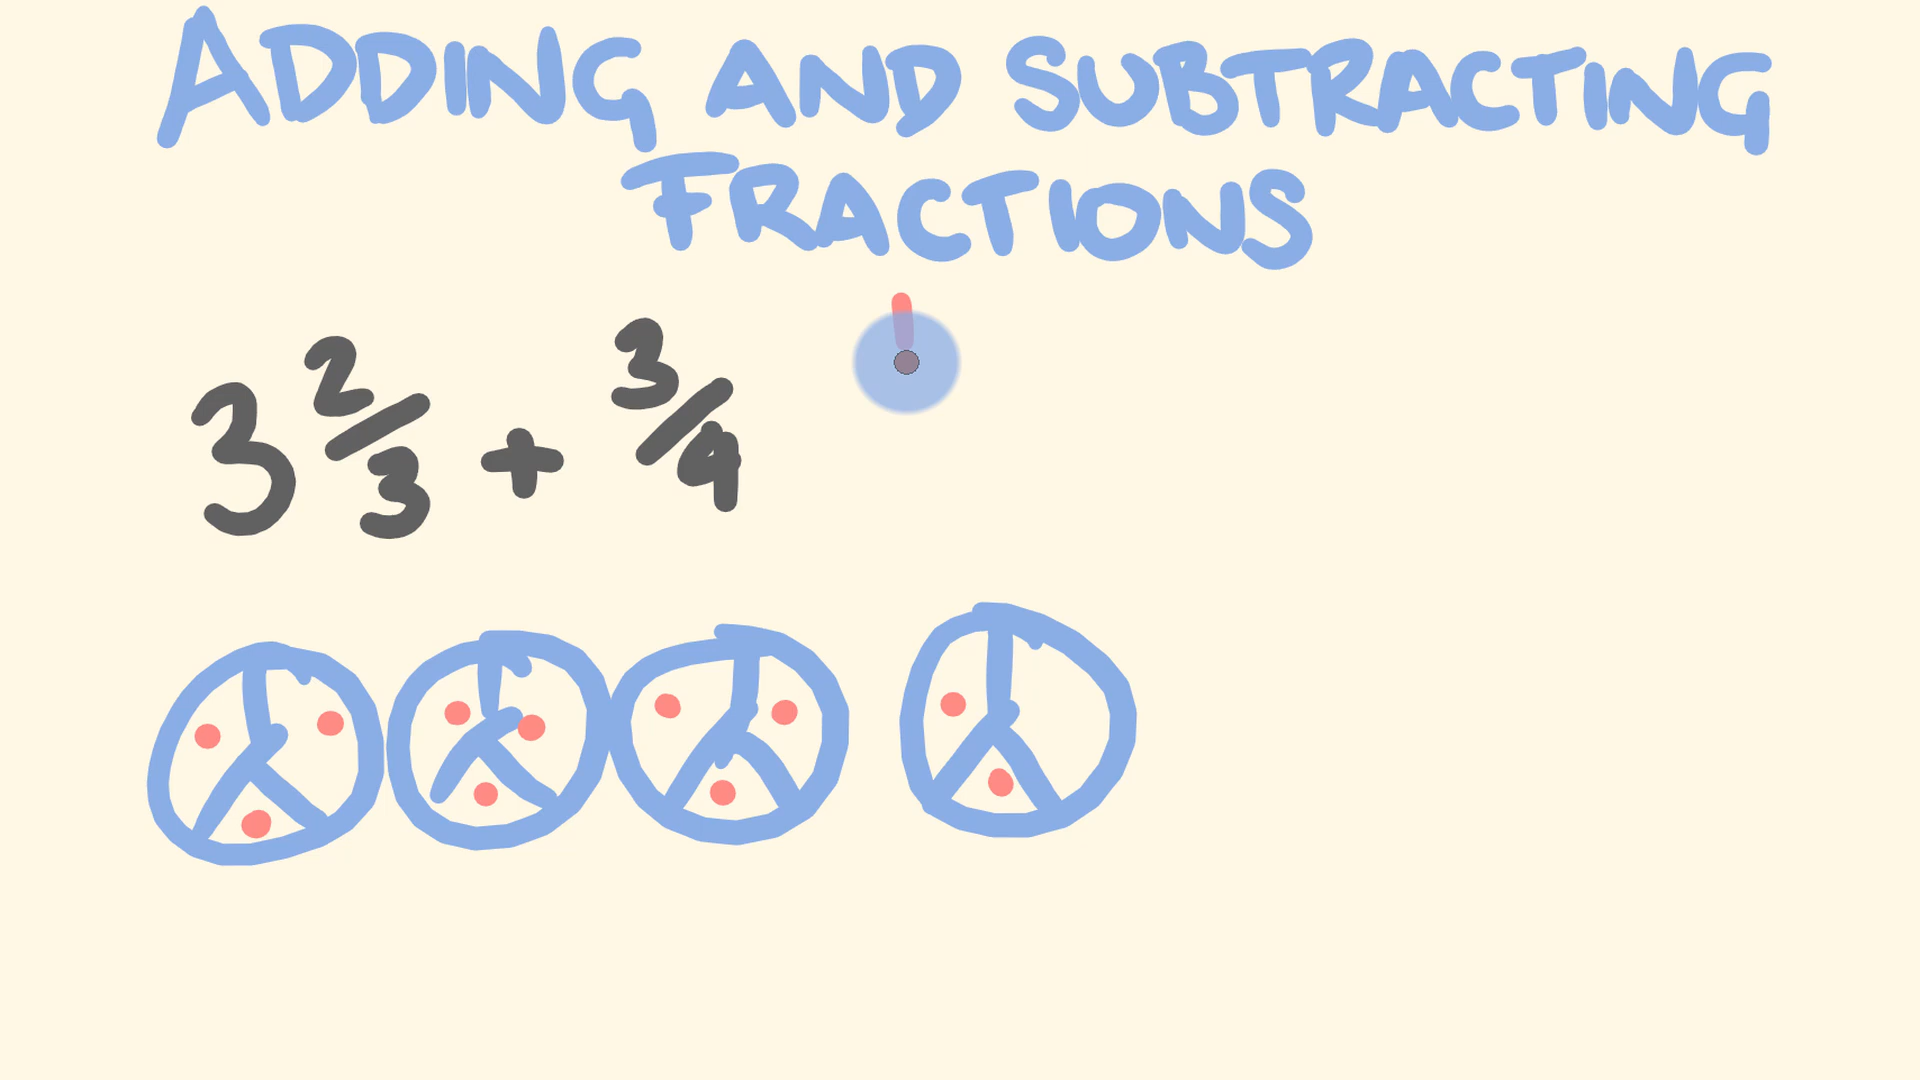 ADDING AND SUBTRACTING
FRACTIONS
3 2/3 + 3/4